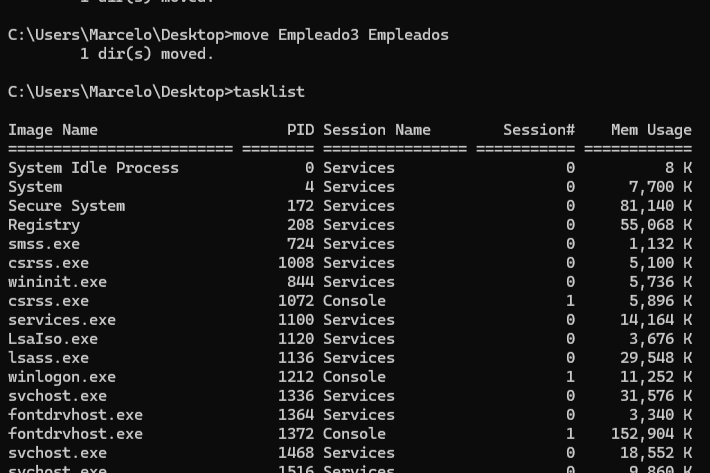 1 dir(s) moved.
C:\Users\Marcelo\Desktop>move Empleado3 Empleados
        1 dir(s) moved.
C:\Users\Marcelo\Desktop>tasklist
Image Name                     PID Session Name        Session#    Mem Usage
========================= ======== ================ =========== ============
System Idle Process              0 Services                   0          8 K
System                           4 Services                   0      7,700 K
Secure System                  172 Services                   0     81,140 K
Registry                       208 Services                   0     55,068 K
smss.exe                       724 Services                   0      1,132 K
csrss.exe                     1008 Services                   0      5,100 K
wininit.exe                    844 Services                   0      5,736 K
csrss.exe                     1072 Console                    1      5,896 K
services.exe                  1100 Services                   0     14,164 K
LsaIso.exe                    1120 Services                   0      3,676 K
lsass.exe                     1136 Services                   0     29,548 K
winlogon.exe                  1212 Console                    1     11,252 K
svchost.exe                   1336 Services                   0     31,576 K
fontdrvhost.exe               1364 Services                   0      3,340 K
fontdrvhost.exe               1372 Console                    1    152,904 K
svchost.exe                   1468 Services                   0     18,552 K
svchost.exe                   1516 Services                   0      9,860 K